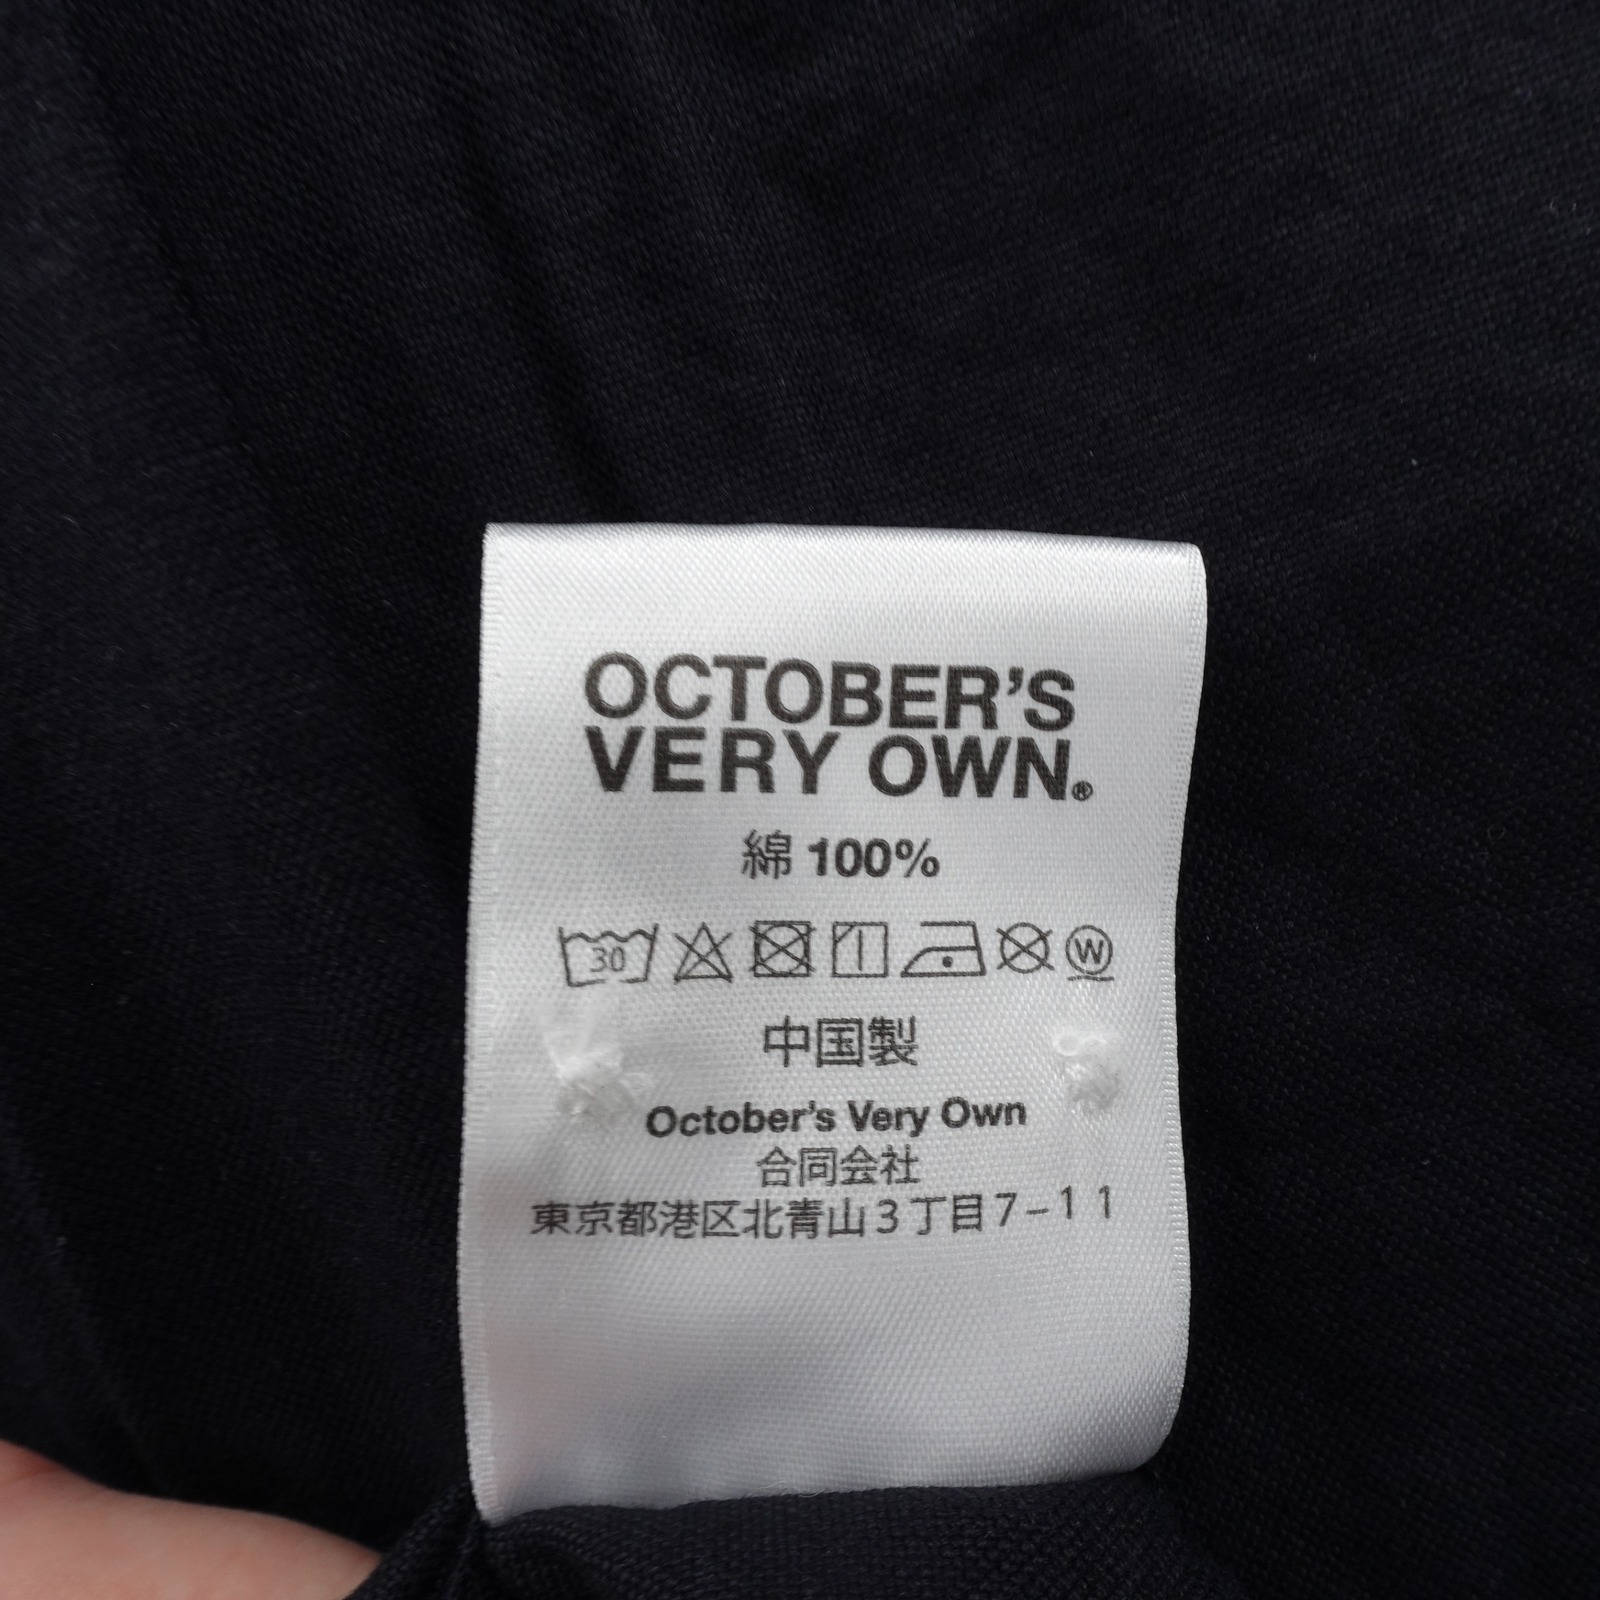 OCTOBER'S
VERY OWN®
綿 100%
30 W
中国製
October's Very Own
合同会社
東京都港区北青山3丁目7-11